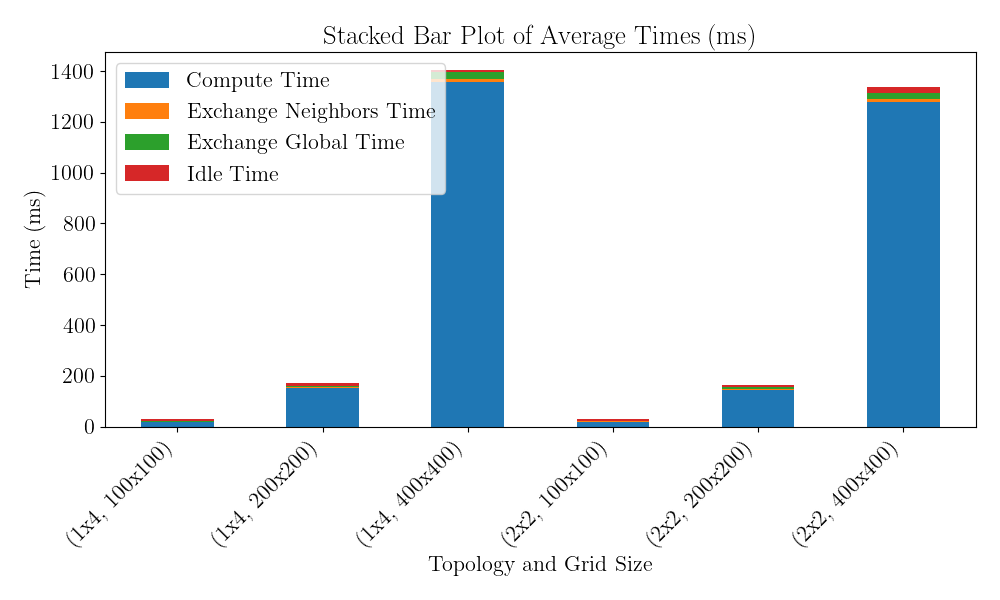 Stacked Bar Plot of Average Times (ms)
Compute Time
Exchange Neighbors Time
Exchange Global Time
Idle Time
Time (ms)
1400
1200
1000
800
600
400
200
0
(1x4, 100x100)
(1x4, 200x200)
(1x4, 400x400)
(2x2, 100x100)
(2x2, 200x200)
(2x2, 400x400)
Topology and Grid Size